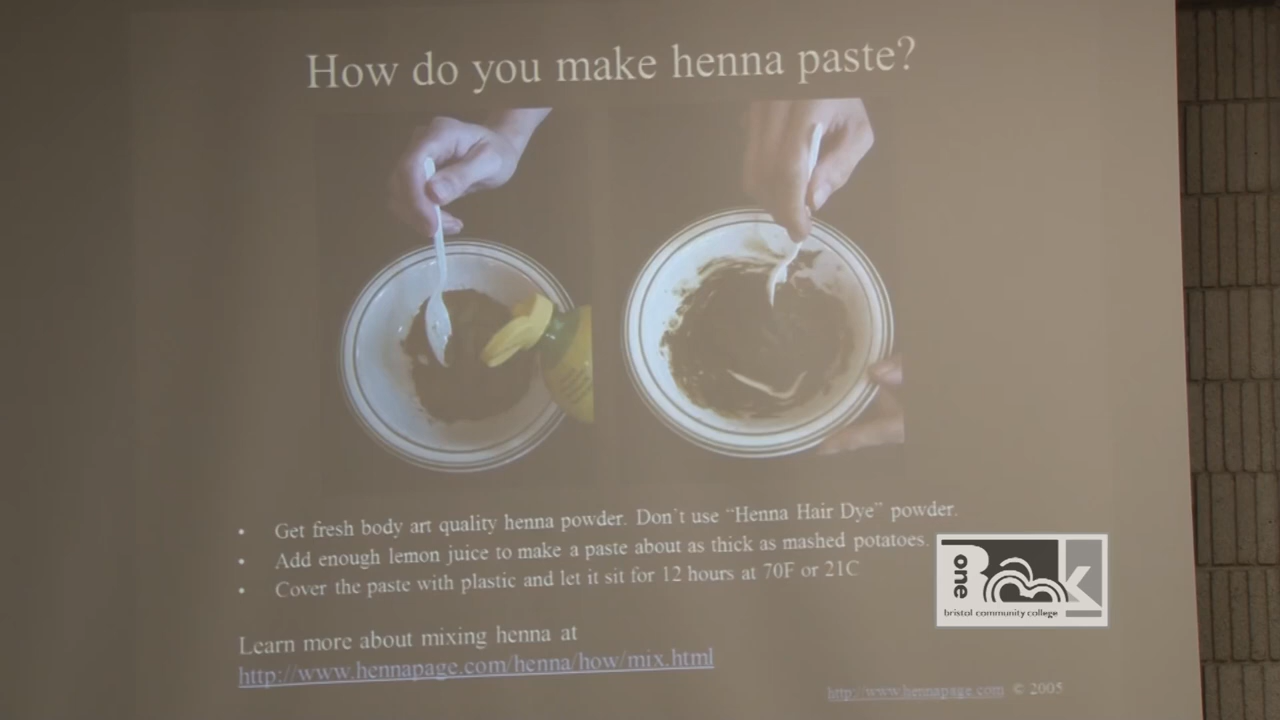 How do you make henna paste?
• Get fresh body art quality henna powder. Don't use “Henna Hair Dye” powder.
• Add enough lemon juice to make a paste about as thick as mashed potatoes.
• Cover the paste with plastic and let it sit for 12 hours at 70F or 21C
one Book
bristol community college
Learn more about mixing henna at
http://www.hennapage.com/henna/how/mix.html
http://www.hennapage.com © 2005